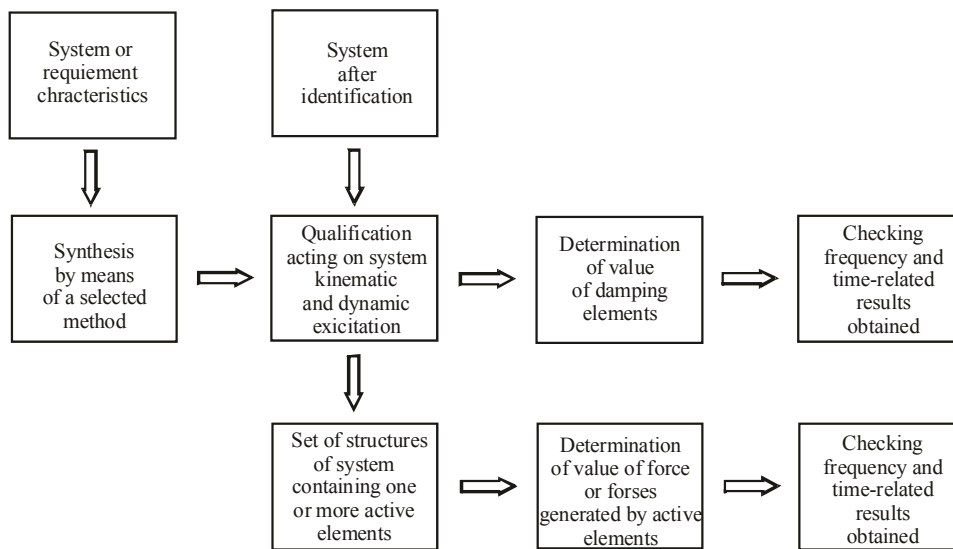 System or
requiement
chracteristics
System
after
identification
Synthesis
by means
of a selected
method
Qualification
acting on system
kinematic
and dynamic
exicitation
Determination
of value
of damping
elements
Checking
frequency and
time-related
results
obtained
Set of structures
of system
containing one
or more active
elements
Determination
of value of force
or forses
generated by active
elements
Checking
frequency and
time-related
results
obtained